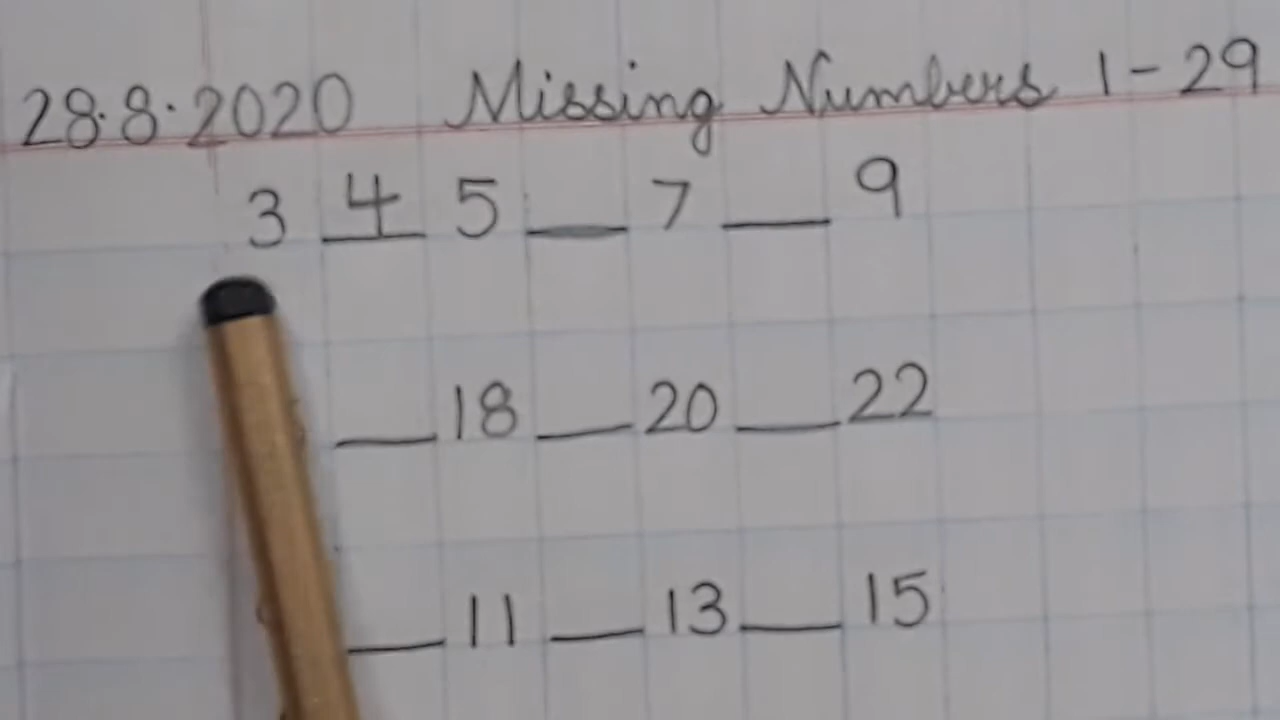 28.8.2020 Missing Numbers 1-29
3 4 5 __ 7 __ 9
__ 18 __ 20 __ 22
__ 11 __ 13 __ 15